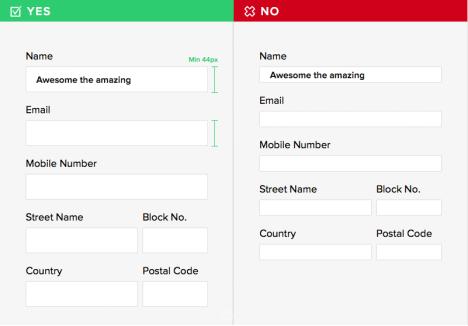 YES
Name
Min 44px
Awesome the amazing
Email
Mobile Number
Street Name Block No.
Country Postal Code
NO
Name
Awesome the amazing
Email
Mobile Number
Street Name Block No.
Country Postal Code